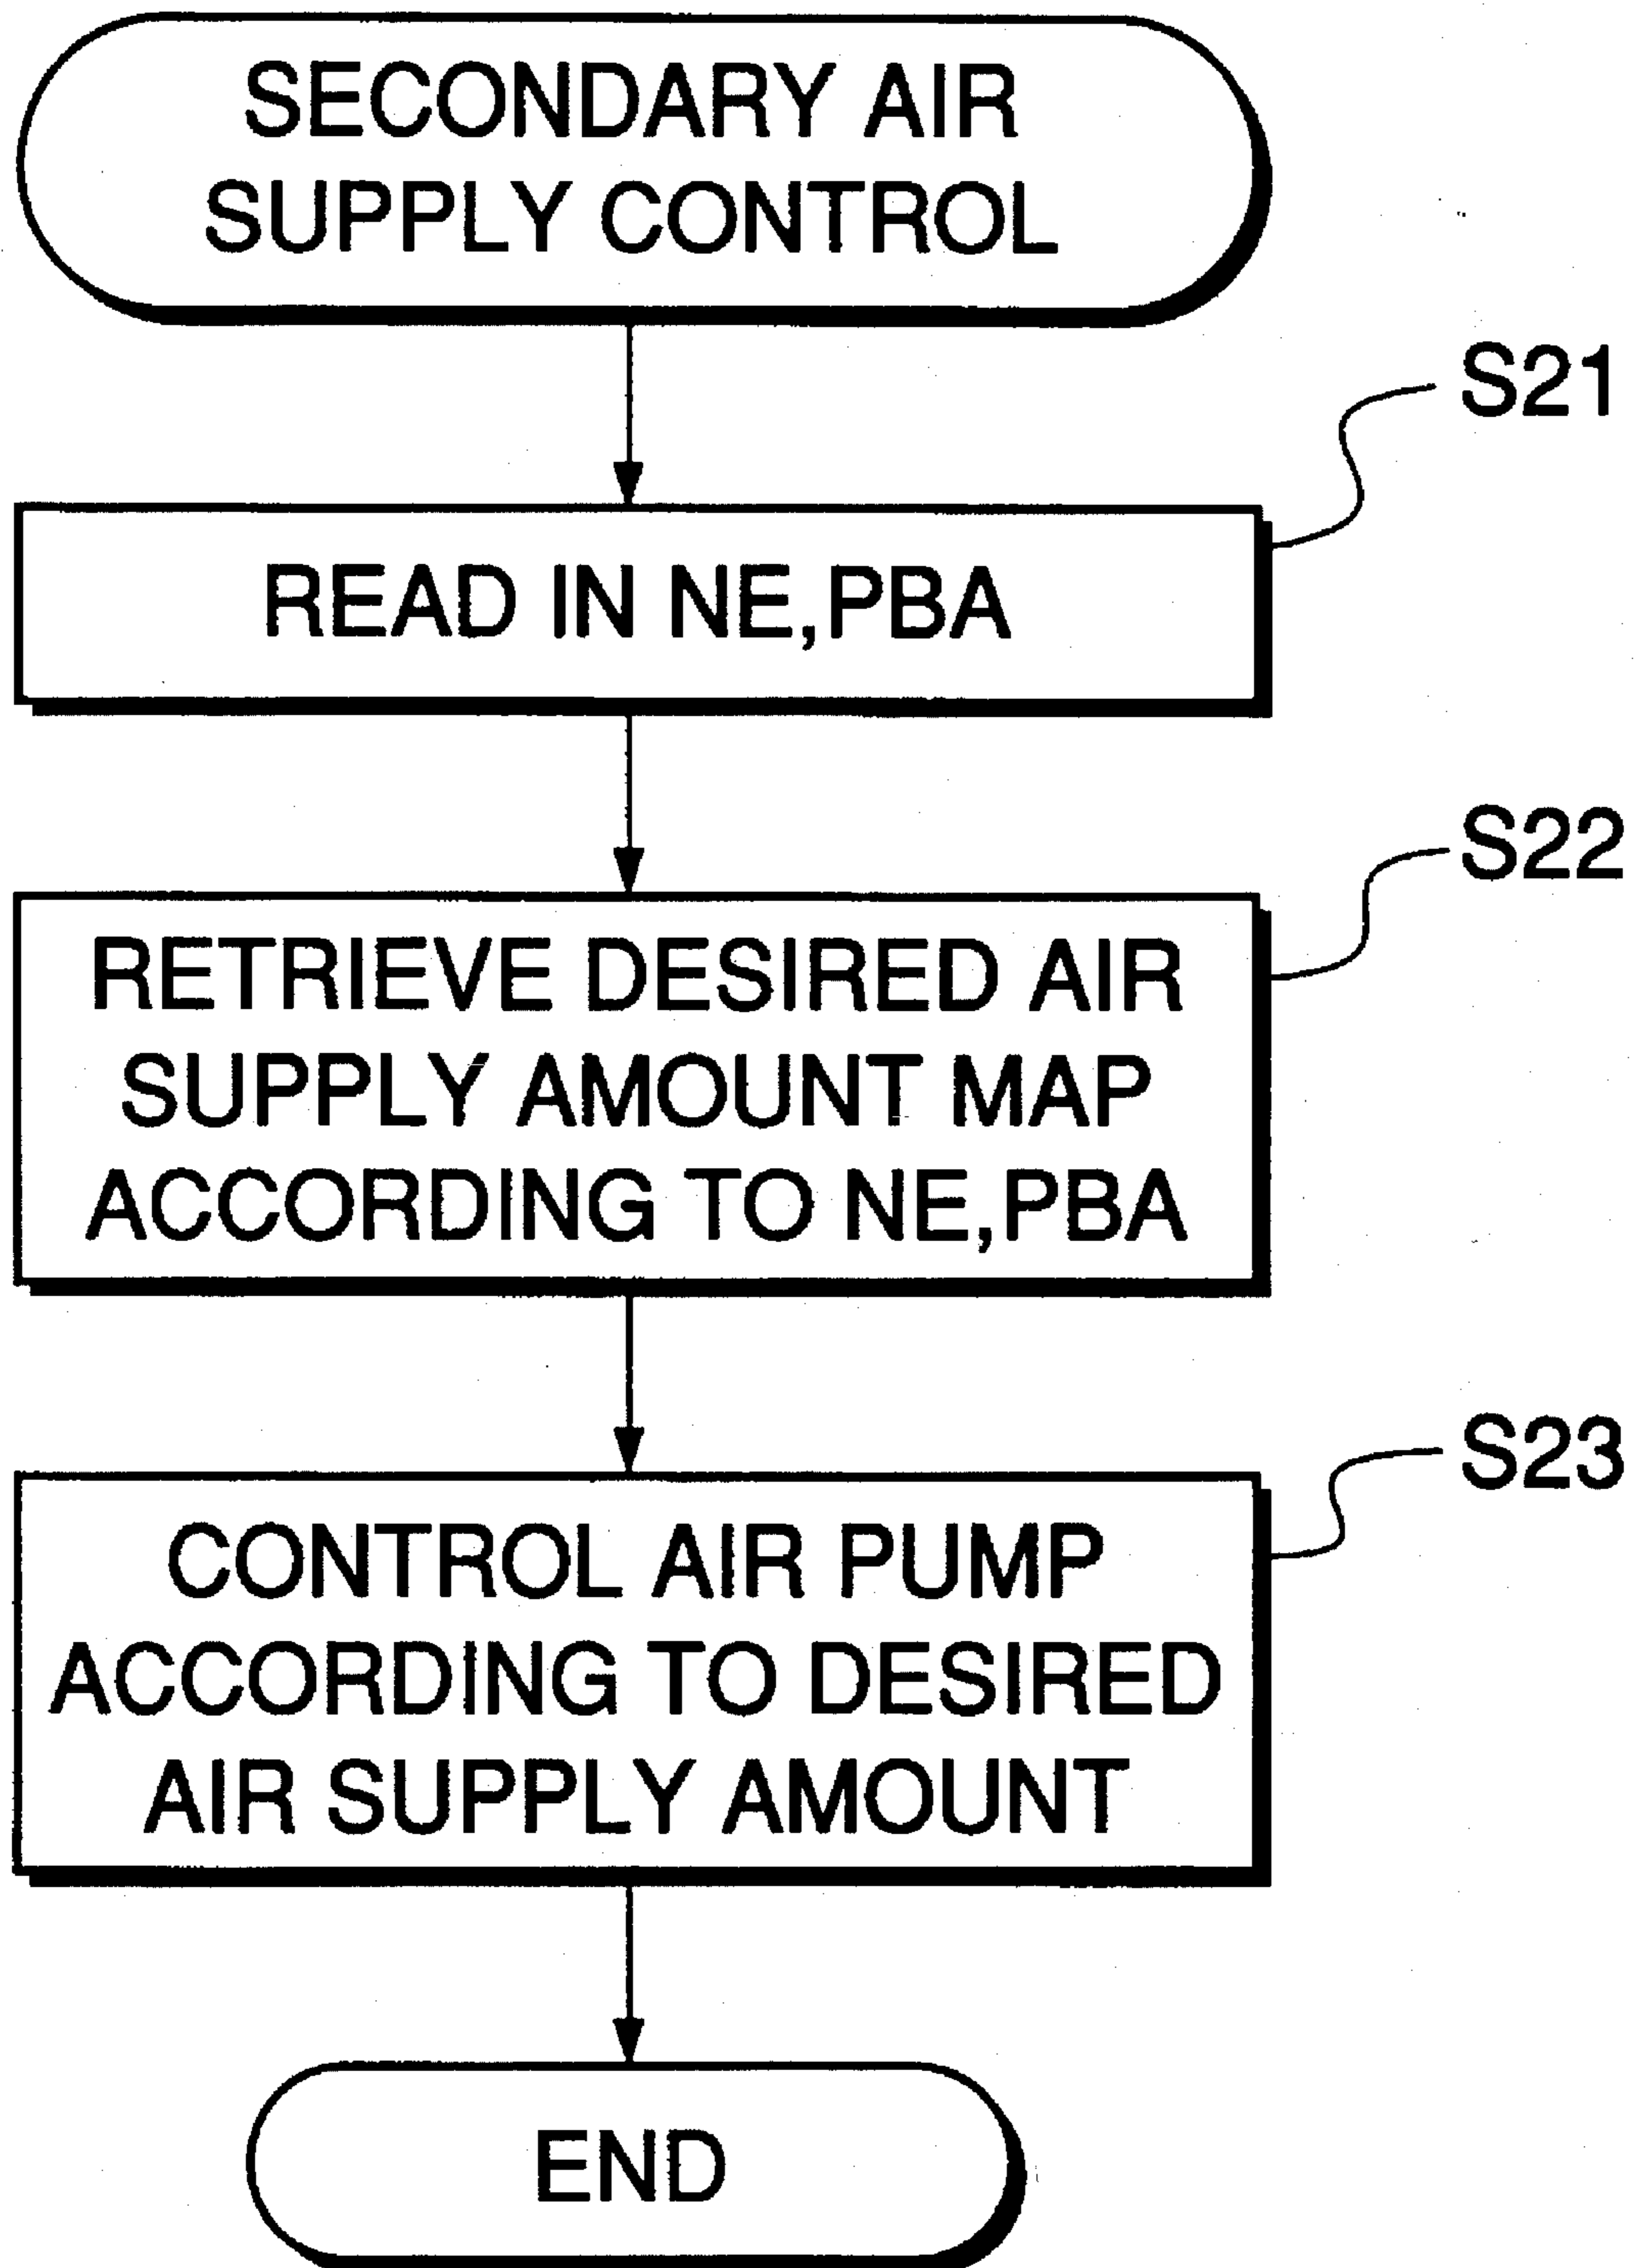 SECONDARY AIR
SUPPLY CONTROL
S21
READ IN NE,PBA
S22
RETRIEVE DESIRED AIR
SUPPLY AMOUNT MAP
ACCORDING TO NE,PBA
S23
CONTROL AIR PUMP
ACCORDING TO DESIRED
AIR SUPPLY AMOUNT
END